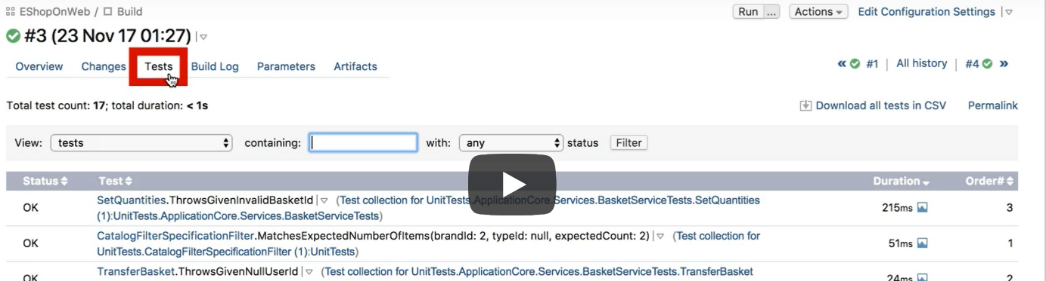 EShopOnWeb / Build Run ... Actions Edit Configuration Settings
#3 (23 Nov 17 01:27)
Overview Changes Tests Build Log Parameters Artifacts « #1 | All history | #4 »
Total test count: 17; total duration: < 1s Download all tests in CSV Permalink
View: tests containing: with: any status Filter
Status Test Duration Order#
OK SetQuantities.ThrowsGivenInvalidBasketId (Test collection for UnitTests.ApplicationCore.Services.BasketServiceTests.SetQuantities 215ms 3
(1):UnitTests.ApplicationCore.Services.BasketServiceTests)
OK CatalogFilterSpecificationFilter.MatchesExpectedNumberOfItems(brandId: 2, typeId: null, expectedCount: 2) (Test collection for 51ms 1
UnitTests.CatalogFilterSpecificationFilter (1):UnitTests)
OK TransferBasket.ThrowsGivenNullUserId (Test collection for UnitTests.ApplicationCore.Services.BasketServiceTests.TransferBasket 24ms 2